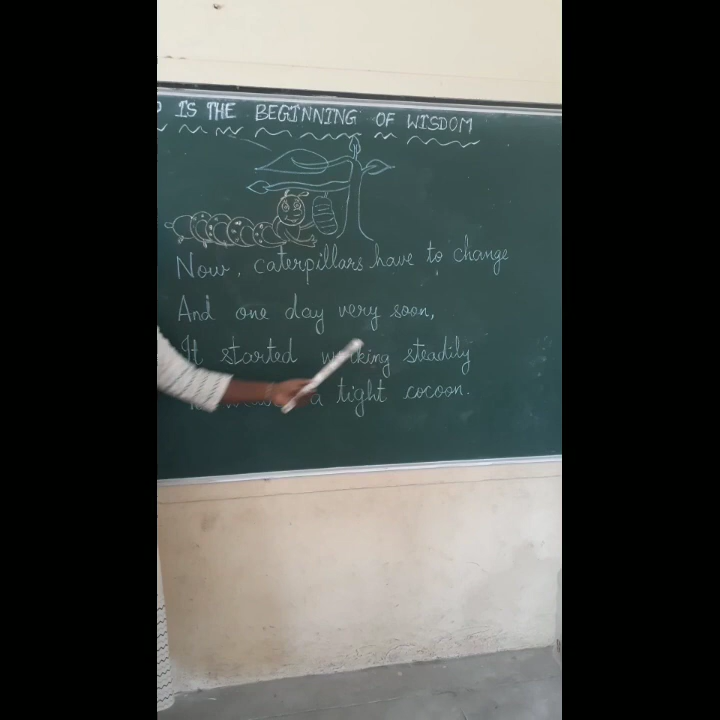 IS THE BEGINNING OF WISDOM
Now, caterpillars have to change
And one day very soon,
It started working steadily
a tight cocoon.